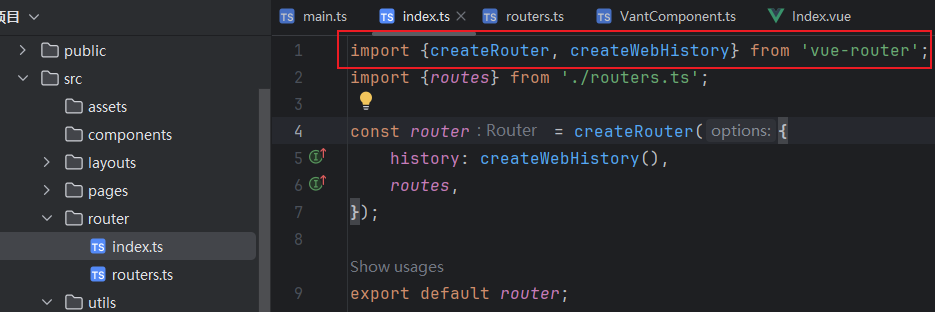 项目
public
src
assets
components
layouts
pages
router
TS index.ts
TS routers.ts
utils
TS main.ts TS index.ts TS routers.ts TS VantComponent.ts Index.vue
1 import {createRouter, createWebHistory} from 'vue-router';
2 import {routes} from './routers.ts';
3
4 const router : Router = createRouter( options: {
5 history: createWebHistory(),
6 routes,
7 });
8
Show usages
9 export default router;